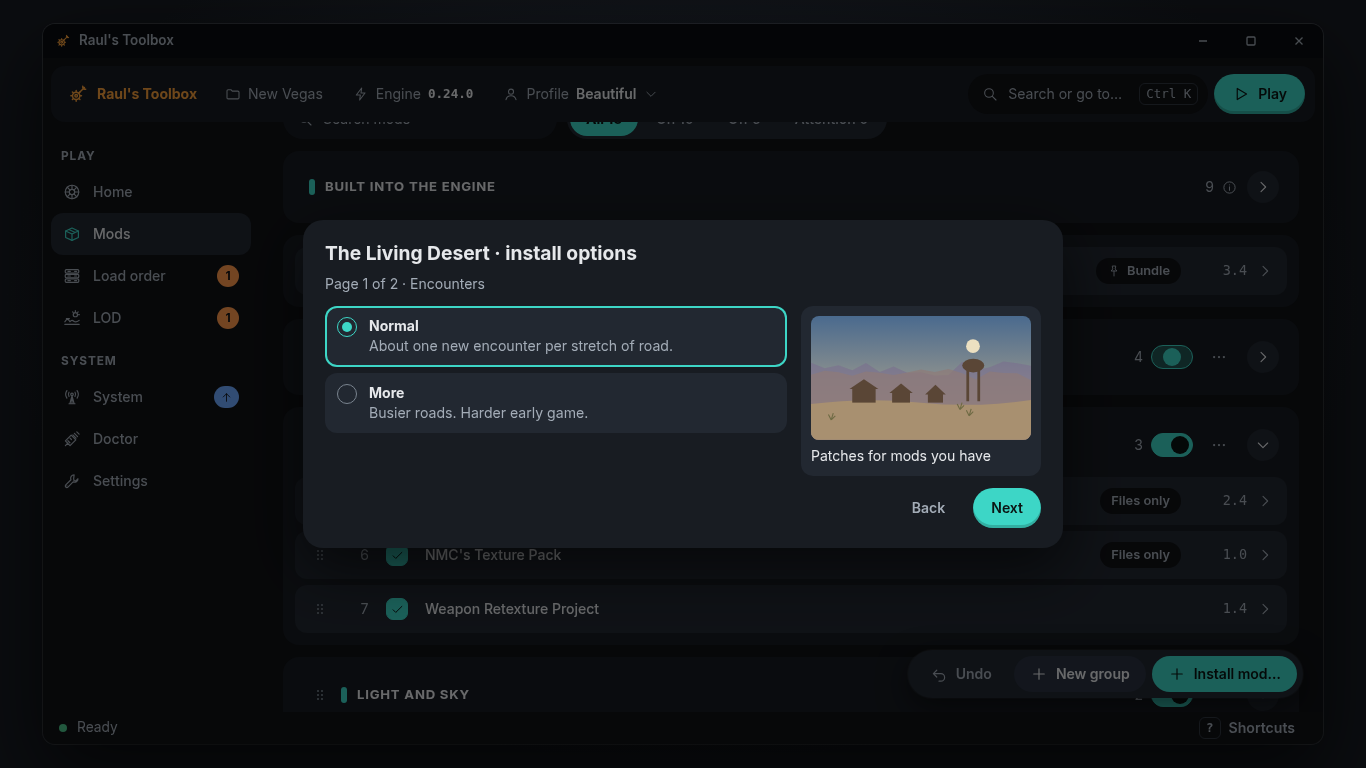 Raul's Toolbox
Raul's Toolbox
New Vegas
Engine 0.24.0
Profile Beautiful
Search or go to...
Ctrl K
Play
PLAY
Home
Mods
Load order
1
LOD
1
SYSTEM
System
Doctor
Settings
BUILT INTO THE ENGINE
9
Bundle
3.4
4
3
The Living Desert · install options
Page 1 of 2 · Encounters
Normal
About one new encounter per stretch of road.
More
Busier roads. Harder early game.
Patches for mods you have
Back
Next
Files only
2.4
6
NMC's Texture Pack
Files only
1.0
7
Weapon Retexture Project
1.4
LIGHT AND SKY
Undo
New group
Install mod...
Ready
?
Shortcuts